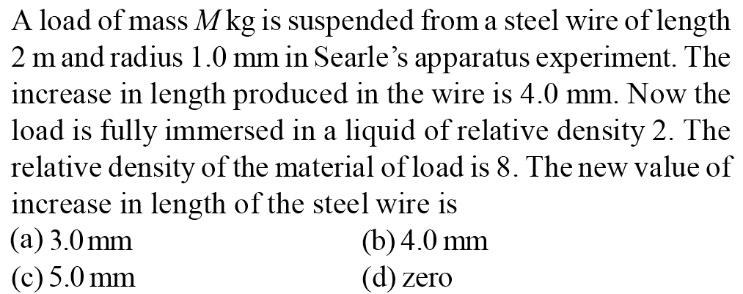 A load of mass M kg is suspended from a steel wire of length
2 m and radius 1.0 mm in Searle's apparatus experiment. The
increase in length produced in the wire is 4.0 mm. Now the
load is fully immersed in a liquid of relative density 2. The
relative density of the material of load is 8. The new value of
increase in length of the steel wire is
(a) 3.0 mm (b) 4.0 mm
(c) 5.0 mm (d) zero